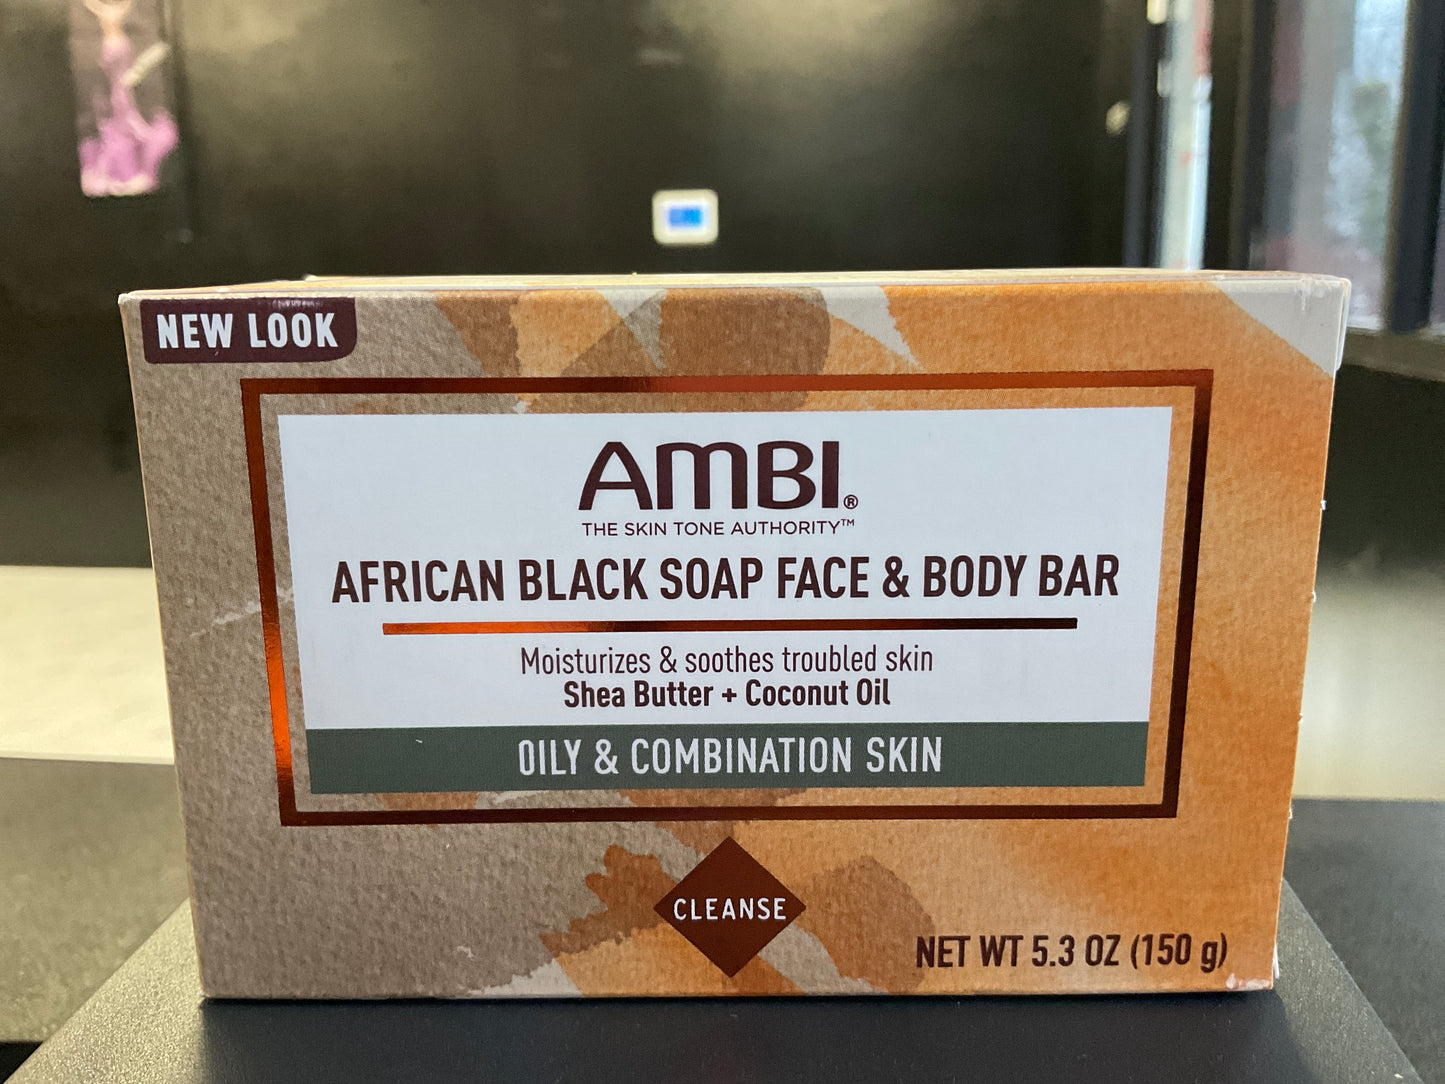 NEW LOOK
AMBI®
THE SKIN TONE AUTHORITY™
AFRICAN BLACK SOAP FACE & BODY BAR
Moisturizes & soothes troubled skin
Shea Butter + Coconut Oil
OILY & COMBINATION SKIN
CLEANSE
NET WT 5.3 OZ (150 g)